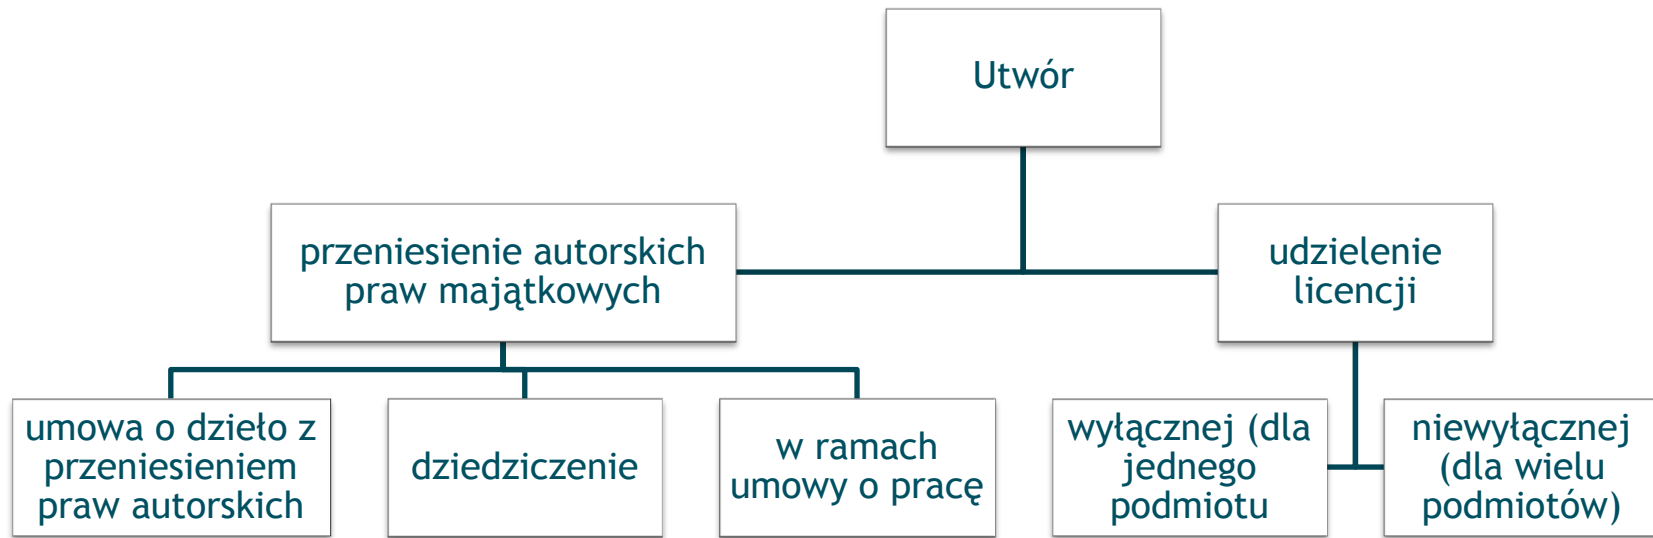 Utwór
przeniesienie autorskich
praw majątkowych
udzielenie
licencji
umowa o dzieło z
przeniesieniem
praw autorskich
dziedziczenie
w ramach
umowy o pracę
wyłącznej (dla
jednego
podmiotu
niewyłącznej
(dla wielu
podmiotów)